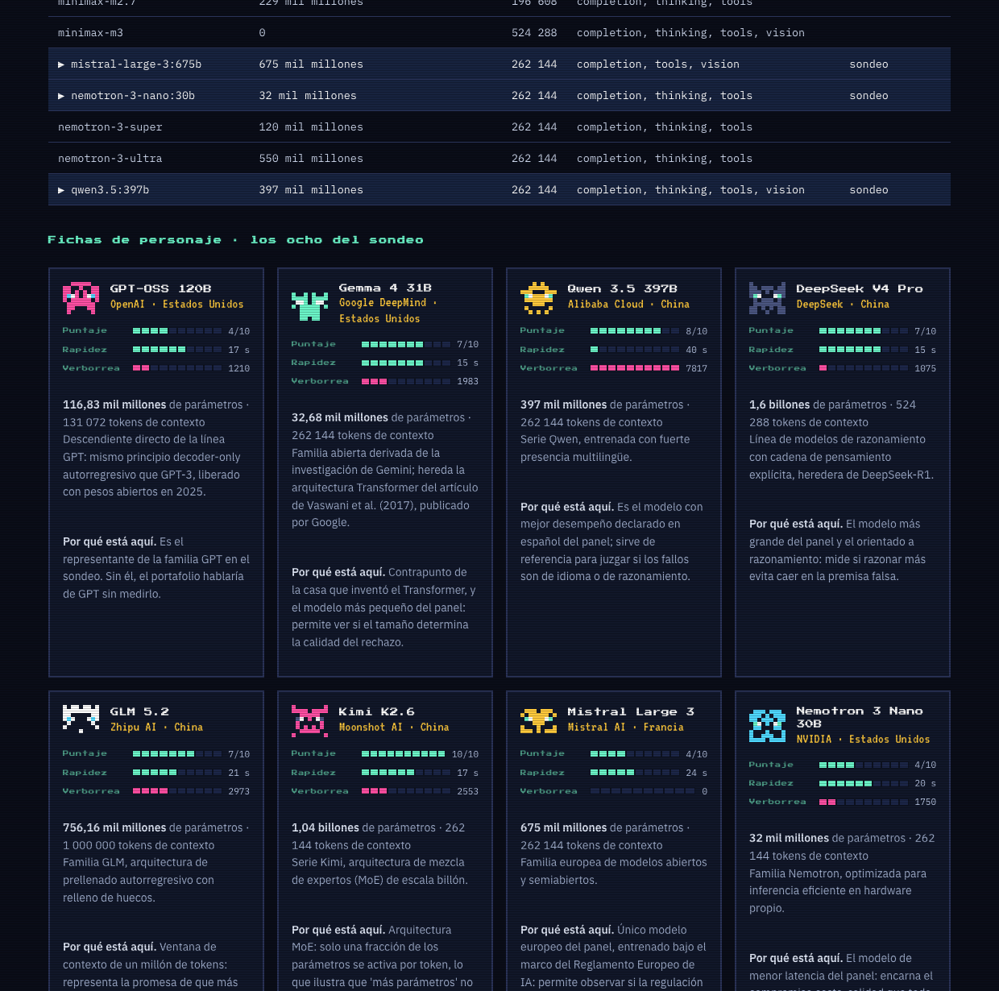 minimax-m2.7 229 mil millones 196 608 completion, thinking, tools
minimax-m3 0 524 288 completion, thinking, tools, vision
▶ mistral-large-3:675b 675 mil millones 262 144 completion, tools, vision sondeo
▶ nemotron-3-nano:30b 32 mil millones 262 144 completion, thinking, tools sondeo
nemotron-3-super 120 mil millones 262 144 completion, thinking, tools
nemotron-3-ultra 550 mil millones 262 144 completion, thinking, tools
▶ qwen3.5:397b 397 mil millones 262 144 completion, thinking, tools, vision sondeo
Fichas de personaje · los ocho del sondeo
GPT-OSS 120B
OpenAI · Estados Unidos
Puntaje 4/10
Rapidez 17 s
Verborrea 1210
116,83 mil millones de parámetros ·
131 072 tokens de contexto
Descendiente directo de la línea
GPT: mismo principio decoder-only
autorregresivo que GPT-3, liberado
con pesos abiertos en 2025.
Por qué está aquí. Es el
representante de la familia GPT en el
sondeo. Sin él, el portafolio hablaría
de GPT sin medirlo.
Gemma 4 31B
Google DeepMind ·
Estados Unidos
Puntaje 7/10
Rapidez 15 s
Verborrea 1983
32,68 mil millones de parámetros ·
262 144 tokens de contexto
Familia abierta derivada de la
investigación de Gemini; hereda la
arquitectura Transformer del artículo
de Vaswani et al. (2017), publicado
por Google.
Por qué está aquí. Contrapunto de
la casa que inventó el Transformer, y
el modelo más pequeño del panel:
permite ver si el tamaño determina
la calidad del rechazo.
Qwen 3.5 397B
Alibaba Cloud · China
Puntaje 8/10
Rapidez 40 s
Verborrea 7817
397 mil millones de parámetros ·
262 144 tokens de contexto
Serie Qwen, entrenada con fuerte
presencia multilingüe.
Por qué está aquí. Es el modelo con
mejor desempeño declarado en
español del panel; sirve de
referencia para juzgar si los fallos
son de idioma o de razonamiento.
DeepSeek V4 Pro
DeepSeek · China
Puntaje 7/10
Rapidez 15 s
Verborrea 1075
1,6 billones de parámetros · 524
288 tokens de contexto
Línea de modelos de razonamiento
con cadena de pensamiento
explícita, heredera de DeepSeek-R1.
Por qué está aquí. El modelo más
grande del panel y el orientado a
razonamiento: mide si razonar más
evita caer en la premisa falsa.
GLM 5.2
Zhipu AI · China
Puntaje 7/10
Rapidez 21 s
Verborrea 2973
756,16 mil millones de parámetros ·
1 000 000 tokens de contexto
Familia GLM, arquitectura de
prellenado autorregresivo con
relleno de huecos.
Por qué está aquí. Ventana de
contexto de un millón de tokens:
representa la promesa de que más
Kimi K2.6
Moonshot AI · China
Puntaje 10/10
Rapidez 17 s
Verborrea 2553
1,04 billones de parámetros · 262
144 tokens de contexto
Serie Kimi, arquitectura de mezcla
de expertos (MoE) de escala billón.
Por qué está aquí. Arquitectura
MoE: solo una fracción de los
parámetros se activa por token, lo
que ilustra que 'más parámetros' no
Mistral Large 3
Mistral AI · Francia
Puntaje 4/10
Rapidez 24 s
Verborrea 0
675 mil millones de parámetros ·
262 144 tokens de contexto
Familia europea de modelos abiertos
y semiabiertos.
Por qué está aquí. Único modelo
europeo del panel, entrenado bajo el
marco del Reglamento Europeo de
IA: permite observar si la regulación
Nemotron 3 Nano
30B
NVIDIA · Estados Unidos
Puntaje 4/10
Rapidez 20 s
Verborrea 1750
32 mil millones de parámetros · 262
144 tokens de contexto
Familia Nemotron, optimizada para
inferencia eficiente en hardware
propio.
Por qué está aquí. El modelo de
menor latencia del panel: encarna el